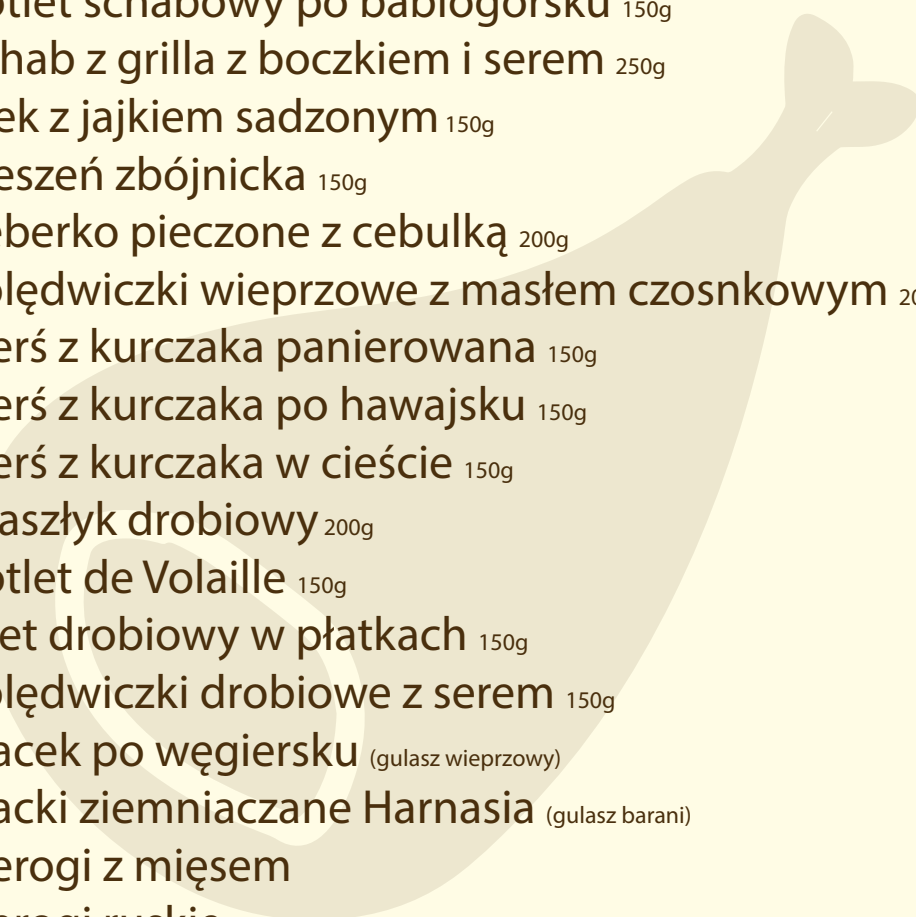 otlet schabowy po babiogórsku 150g
hab z grilla z boczkiem i serem 250g
ek z jajkiem sadzonym 150g
eszeń zbójnicka 150g
eberko pieczone z cebulką 200g
olędwiczki wieprzowe z masłem czosnkowym 20
erś z kurczaka panierowana 150g
erś z kurczaka po hawajsku 150g
erś z kurczaka w cieście 150g
aszłyk drobiowy 200g
otlet de Volaille 150g
et drobiowy w płatkach 150g
olędwiczki drobiowe z serem 150g
acek po węgiersku (gulasz wieprzowy)
acki ziemniaczane Harnasia (gulasz barani)
erogi z mięsem
erogi ruskie